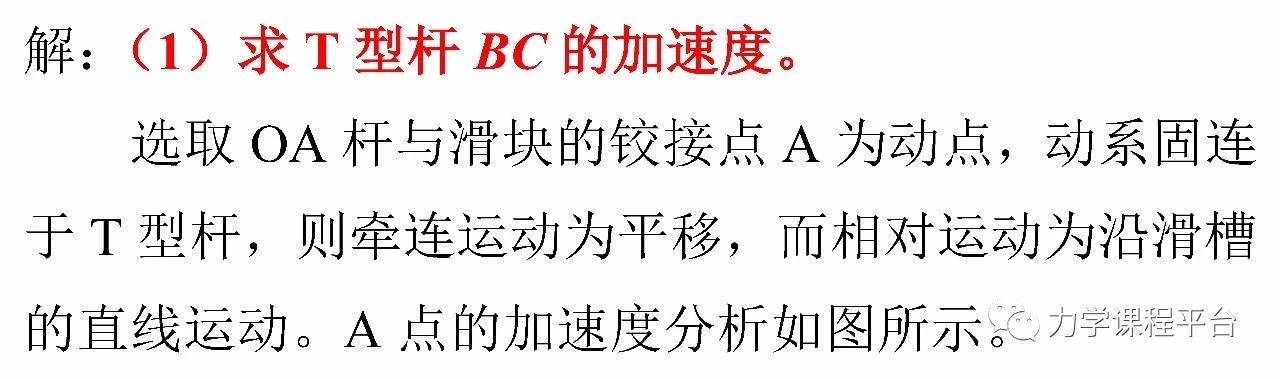 解：（1）求 T 型杆 BC 的加速度。
选取 OA 杆与滑块的铰接点 A 为动点，动系固连
于 T 型杆，则牵连运动为平移，而相对运动为沿滑槽
的直线运动。A 点的加速度分析如图所示。
力学课程平台